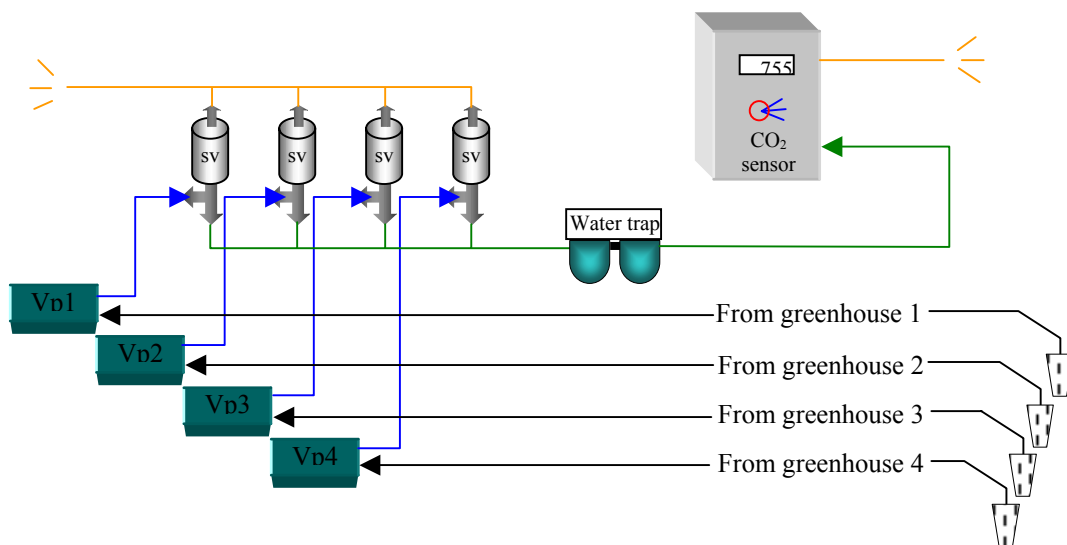 755
CO₂
sensor
sv sv sv sv
Water trap
Vp1
From greenhouse 1
Vp2
From greenhouse 2
Vp3
From greenhouse 3
Vp4
From greenhouse 4